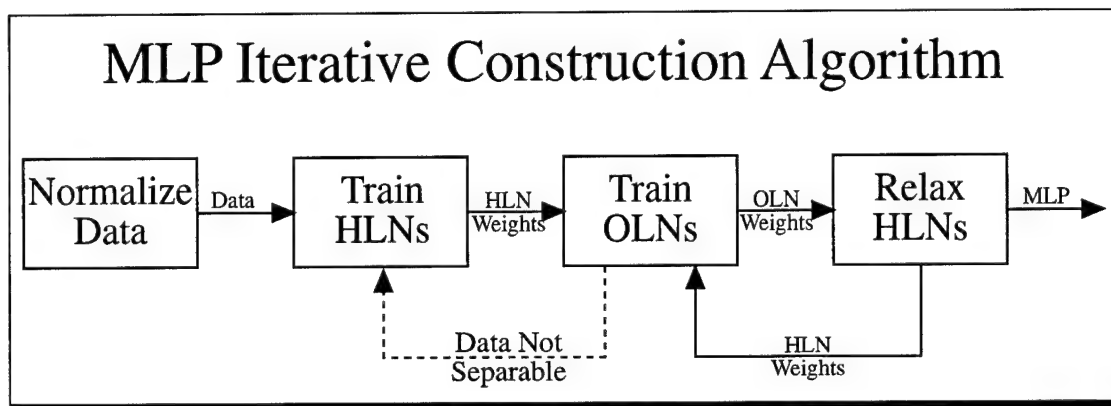 MLP Iterative Construction Algorithm
Normalize
Data
Data
Train
HLNs
HLN
Weights
Train
OLNs
OLN
Weights
Relax
HLNs
MLP
Data Not
Separable
HLN
Weights